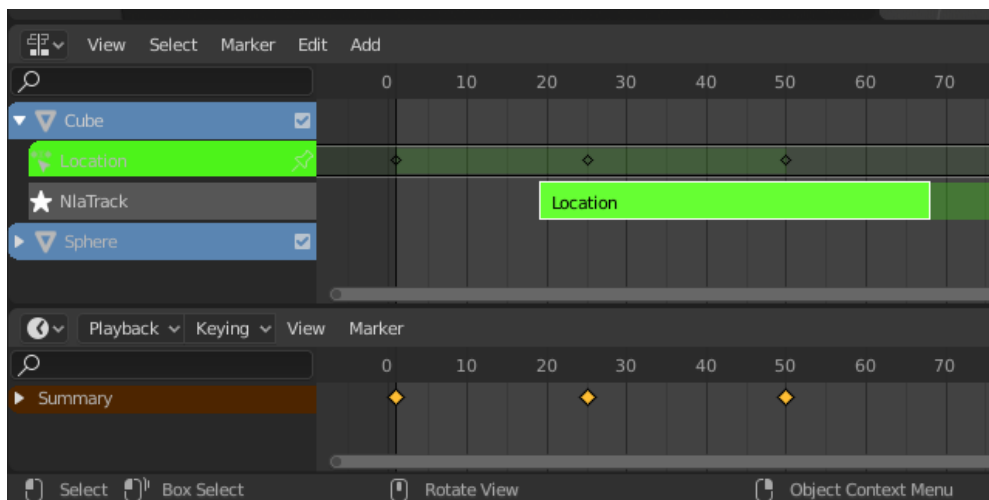 View Select Marker Edit Add
0 10 20 30 40 50 60 70
Cube
Location
NlaTrack
Location
Sphere
Playback Keying View Marker
0 10 20 30 40 50 60 70
Summary
Select Box Select Rotate View Object Context Menu